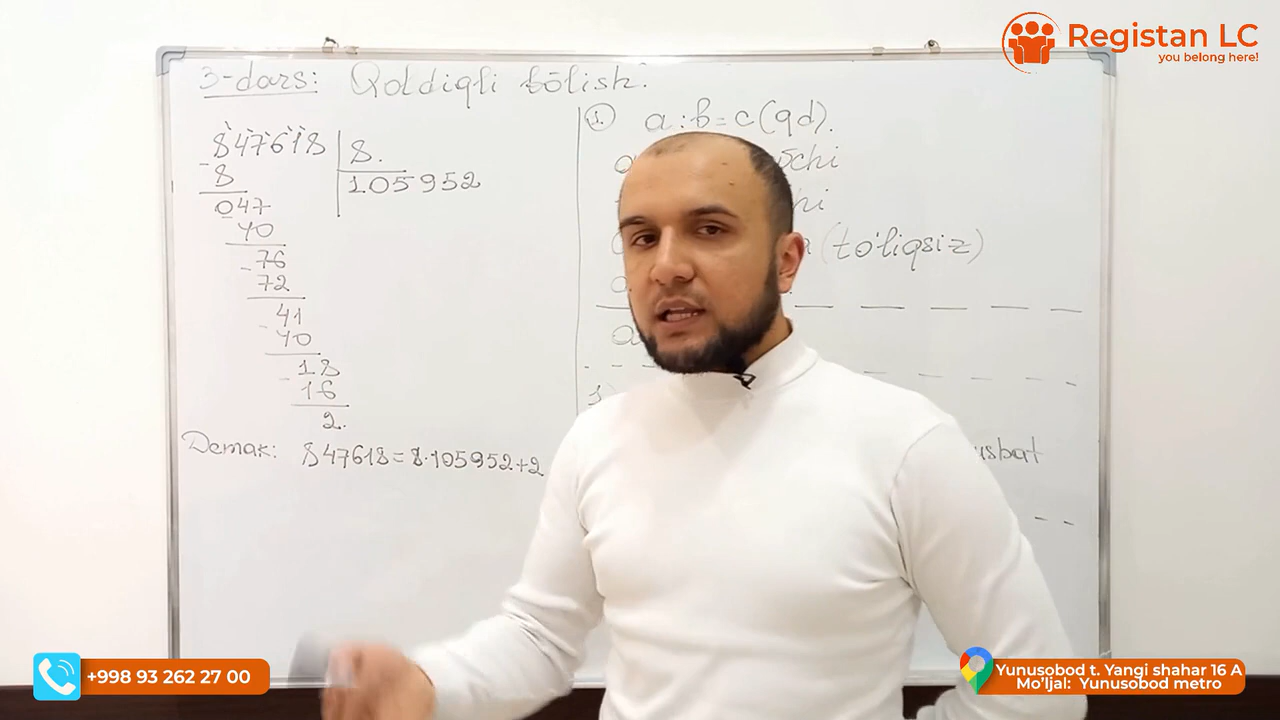 Registan LC
you belong here!
3-dars: Qoldiqli bo'lish.
847618 | 8.
- 8 | 105952
047
40
- 76
72
- 41
40
- 18
16
2.
Demak: 847618 = 8·105952+2
1. a:b=c(qd).
(to'liqsiz)
+998 93 262 27 00
Yunusobod t. Yangi shahar 16 A
Mo'ljal: Yunusobod metro